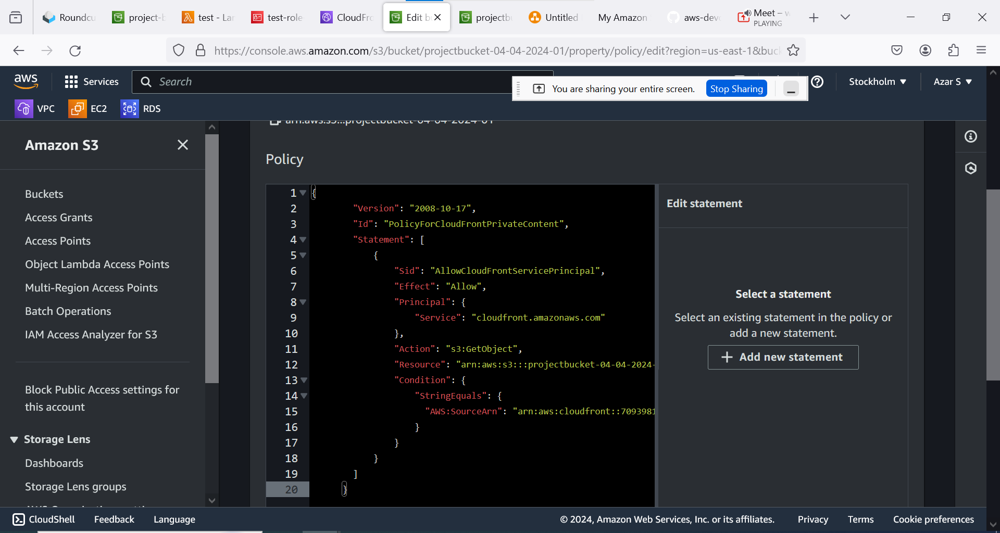 Roundcu
project-b
test - La
test-role
CloudFro
Edit b
projectbu
Untitled
My Amazon
aws-dev
Meet –
PLAYING
https://console.aws.amazon.com/s3/bucket/projectbucket-04-04-2024-01/property/policy/edit?region=us-east-1&buck
aws
Services
Search
You are sharing your entire screen.
Stop Sharing
Stockholm
Azar S
VPC
EC2
RDS
Amazon S3
Buckets
Access Grants
Access Points
Object Lambda Access Points
Multi-Region Access Points
Batch Operations
IAM Access Analyzer for S3
Block Public Access settings for
this account
Storage Lens
Dashboards
Storage Lens groups
arn:aws:s3:::projectbucket-04-04-2024-01
Policy
1 {
2 "Version": "2008-10-17",
3 "Id": "PolicyForCloudFrontPrivateContent",
4 "Statement": [
5 {
6 "Sid": "AllowCloudFrontServicePrincipal",
7 "Effect": "Allow",
8 "Principal": {
9 "Service": "cloudfront.amazonaws.com"
10 },
11 "Action": "s3:GetObject",
12 "Resource": "arn:aws:s3:::projectbucket-04-04-2024-
13 "Condition": {
14 "StringEquals": {
15 "AWS:SourceArn": "arn:aws:cloudfront::7093981
16 }
17 }
18 }
19 ]
20 }
Edit statement
Select a statement
Select an existing statement in the policy or
add a new statement.
Add new statement
CloudShell
Feedback
Language
© 2024, Amazon Web Services, Inc. or its affiliates.
Privacy
Terms
Cookie preferences